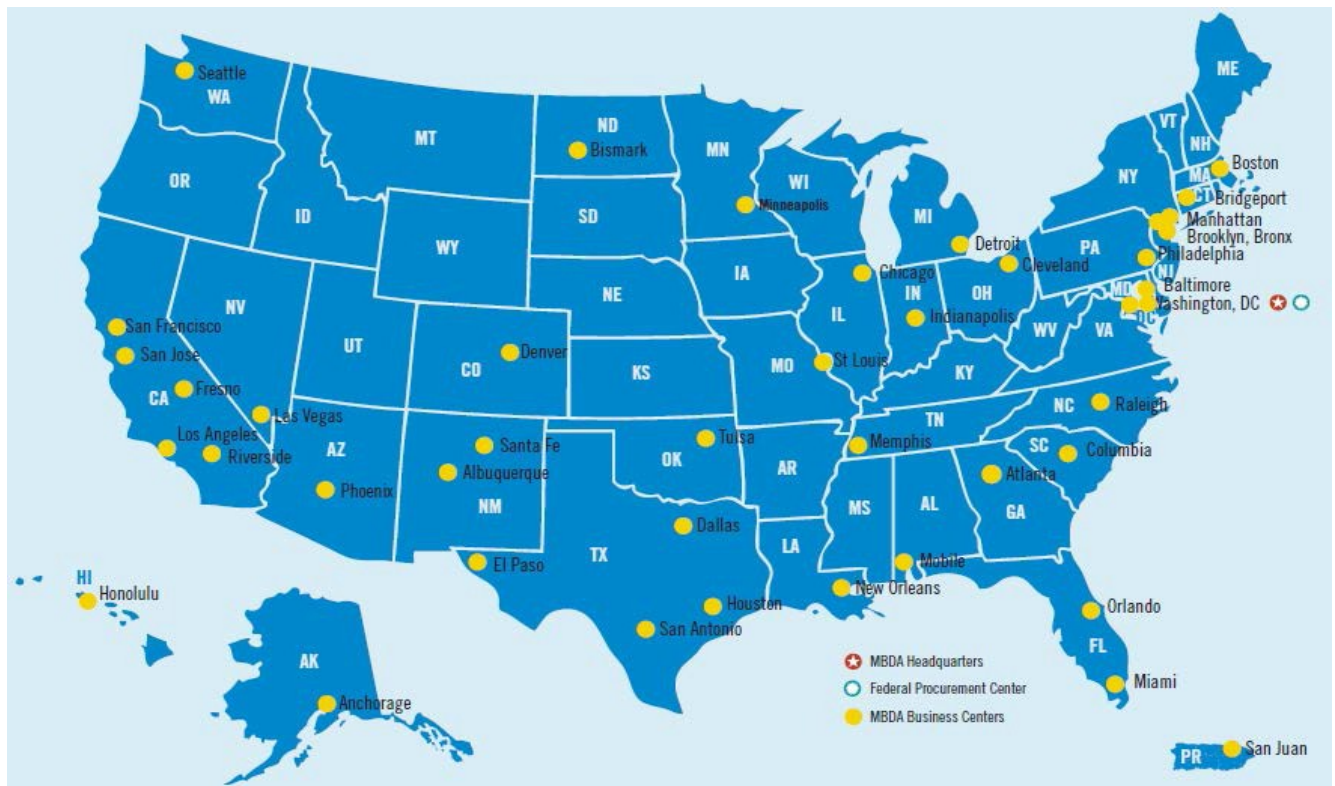 ME
Seattle
WA
VT
ND
MT
NH
Bismark
MN
Boston
MA
OR
WI
NY
CT
Bridgeport
ID
SD
MI
Minneapolis
Manhattan
Brooklyn, Bronx
WY
Detroit
PA
Philadelphia
Cleveland
NJ
IA
Chicago
NE
IN
OH
MD
Baltimore
Washington, DC
NV
IL
Indianapolis
DC
San Francisco
WV
VA
UT
San Jose
Denver
CO
KS
MO
St Louis
KY
Fresno
CA
NC
Raleigh
Las Vegas
TN
Los Angeles
Riverside
AZ
Santa Fe
Tulsa
OK
Memphis
SC
Columbia
AR
Albuquerque
Atlanta
Phoenix
NM
MS
AL
GA
Dallas
LA
TX
El Paso
Mobile
HI
Honolulu
New Orleans
Houston
Orlando
San Antonio
FL
AK
MBDA Headquarters
Miami
Federal Procurement Center
Anchorage
MBDA Business Centers
San Juan
PR